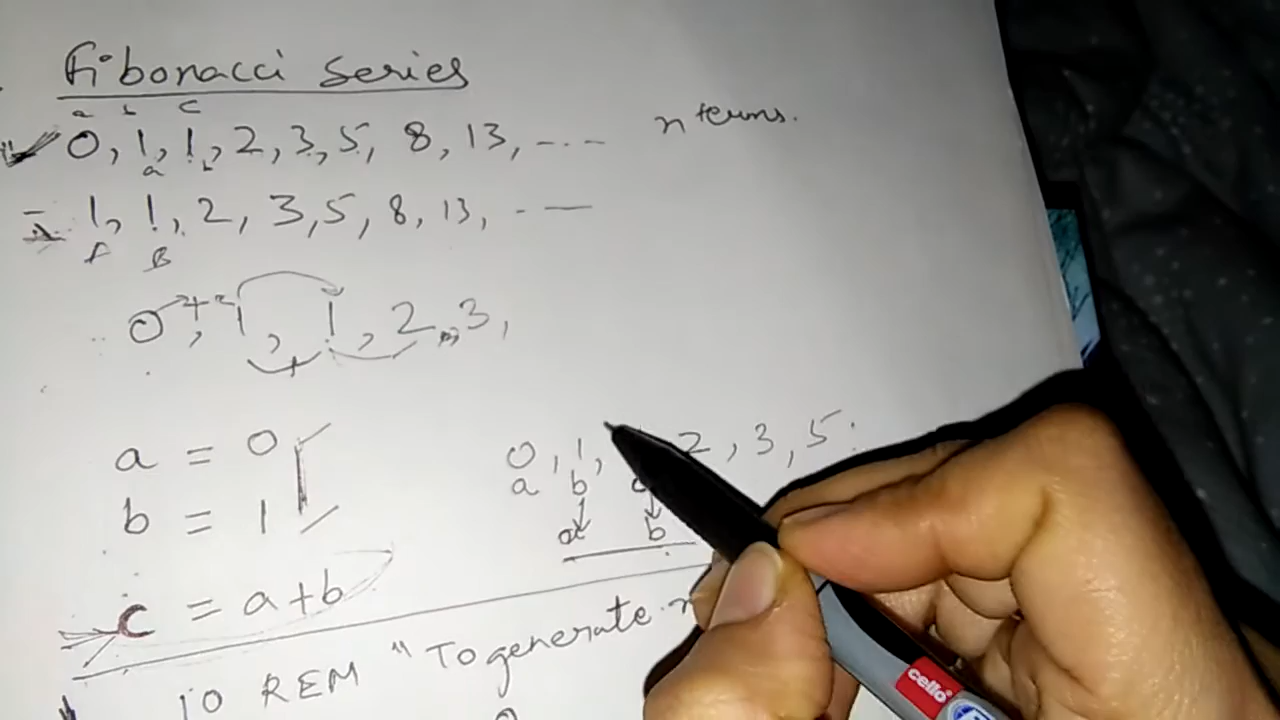 Fibonacci Series
a b c
0, 1, 1, 2, 3, 5, 8, 13, ---- n terms.
a b
1, 1, 2, 3, 5, 8, 13, - —
A B
0 + 1, 1, 2, 3,
a = 0
b = 1
c = a+b
0, 1, 2, 3, 5.
a b c
a b
10 REM "To generate n
cello